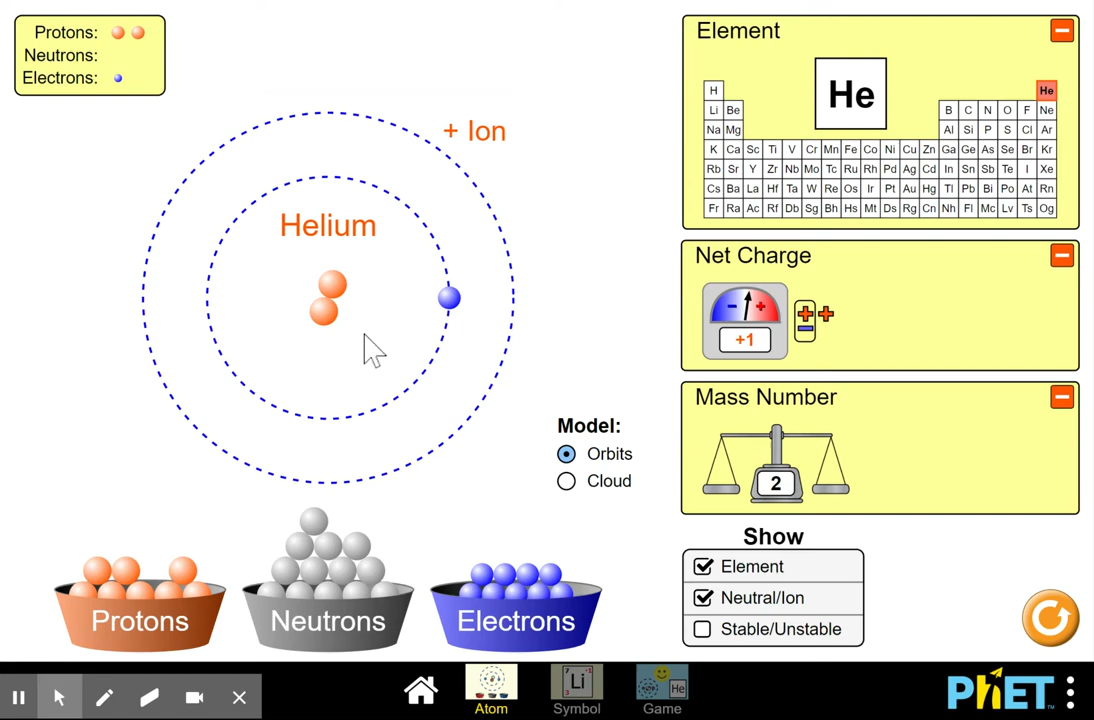 Protons:
Neutrons:
Electrons:
+ Ion
Helium
Model:
Orbits
Cloud
Protons
Neutrons
Electrons
Element
He
H He
Li Be B C N O F Ne
Na Mg Al Si P S Cl Ar
K Ca Sc Ti V Cr Mn Fe Co Ni Cu Zn Ga Ge As Se Br Kr
Rb Sr Y Zr Nb Mo Tc Ru Rh Pd Ag Cd In Sn Sb Te I Xe
Cs Ba La Hf Ta W Re Os Ir Pt Au Hg Tl Pb Bi Po At Rn
Fr Ra Ac Rf Db Sg Bh Hs Mt Ds Rg Cn Nh Fl Mc Lv Ts Og
Net Charge
- +
+1
Mass Number
2
Show
Element
Neutral/Ion
Stable/Unstable
Atom
7 -1
Li
3
Symbol
He
Game
PhET